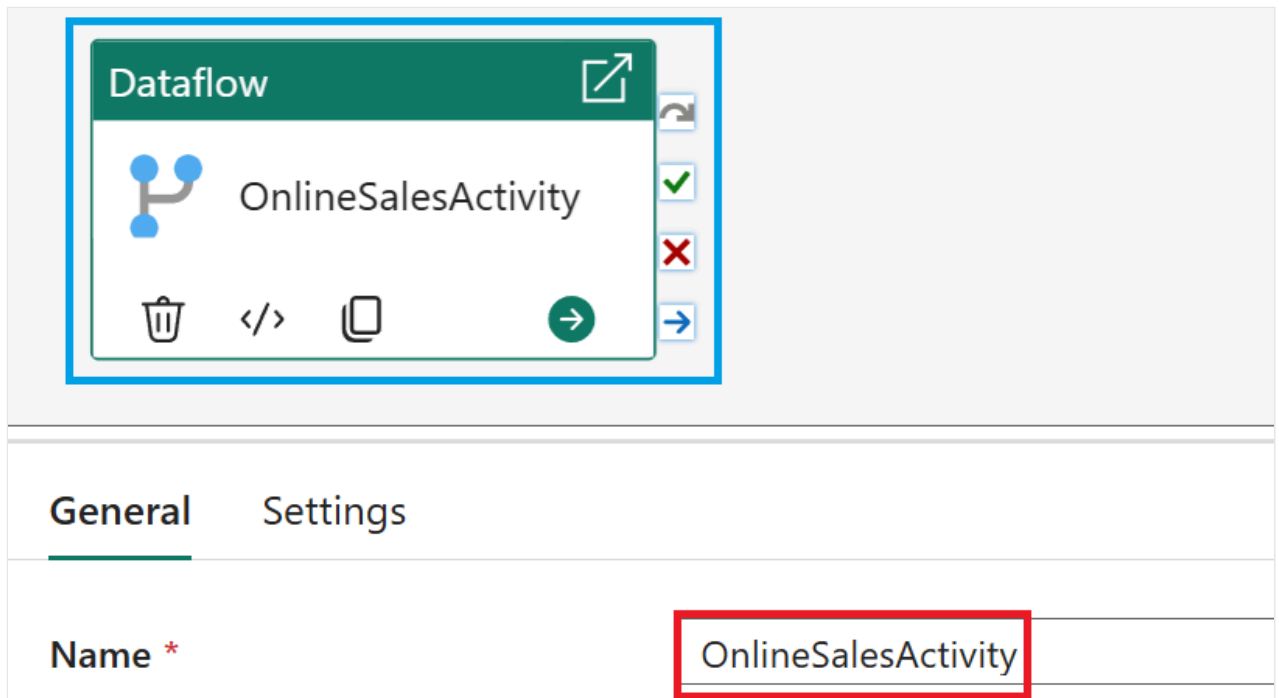 Dataflow
OnlineSalesActivity
</>
General Settings
Name * OnlineSalesActivity